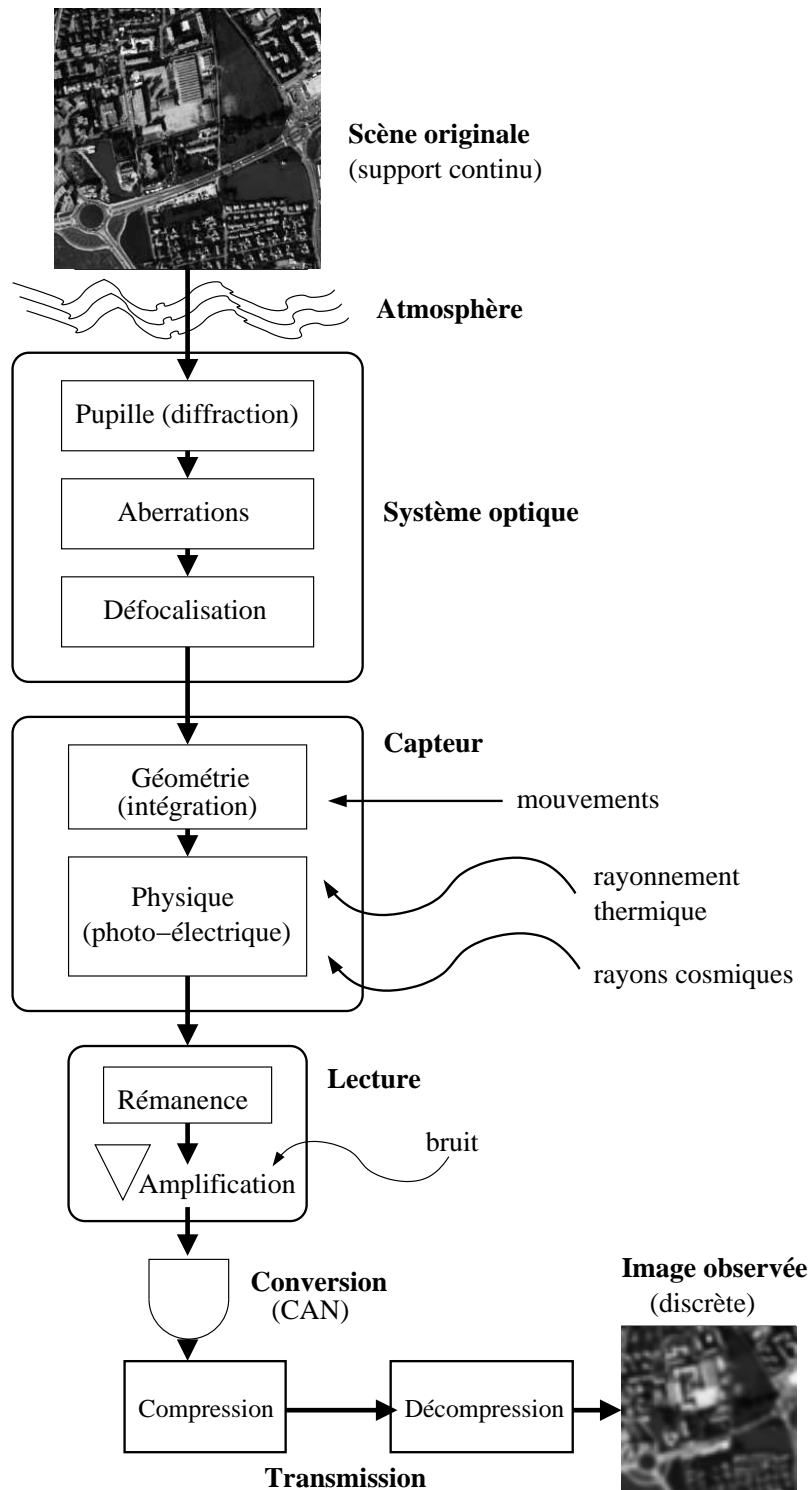 Scène originale
(support continu)
Atmosphère
Pupille (diffraction)
Aberrations
Système optique
Défocalisation
Capteur
Géométrie
(intégration)
mouvements
Physique
(photo−électrique)
rayonnement
thermique
rayons cosmiques
Lecture
Rémanence
bruit
Amplification
Conversion
(CAN)
Image observée
(discrète)
Compression
Décompression
Transmission